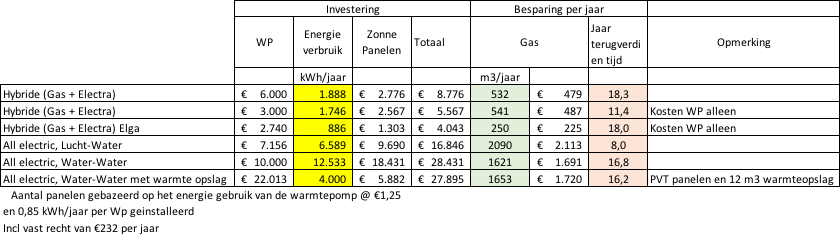 Investering Besparing per jaar
WP Energie verbruik Zonne Panelen Totaal Gas Jaar terugverdi en tijd Opmerking
kWh/jaar m3/jaar
Hybride (Gas + Electra) € 6.000 1.888 € 2.776 € 8.776 532 € 479 18,3
Hybride (Gas + Electra) € 3.000 1.746 € 2.567 € 5.567 541 € 487 11,4 Kosten WP alleen
Hybride (Gas + Electra) Elga € 2.740 886 € 1.303 € 4.043 250 € 225 18,0 Kosten WP alleen
All electric, Lucht-Water € 7.156 6.589 € 9.690 € 16.846 2090 € 2.113 8,0
All electric, Water-Water € 10.000 12.533 € 18.431 € 28.431 1621 € 1.691 16,8
All electric, Water-Water met warmte opslag € 22.013 4.000 € 5.882 € 27.895 1653 € 1.720 16,2 PVT panelen en 12 m3 warmteopslag
Aantal panelen gebazeerd op het energie gebruik van de warmtepomp @ €1,25
en 0,85 kWh/jaar per Wp geinstalleerd
Incl vast recht van €232 per jaar